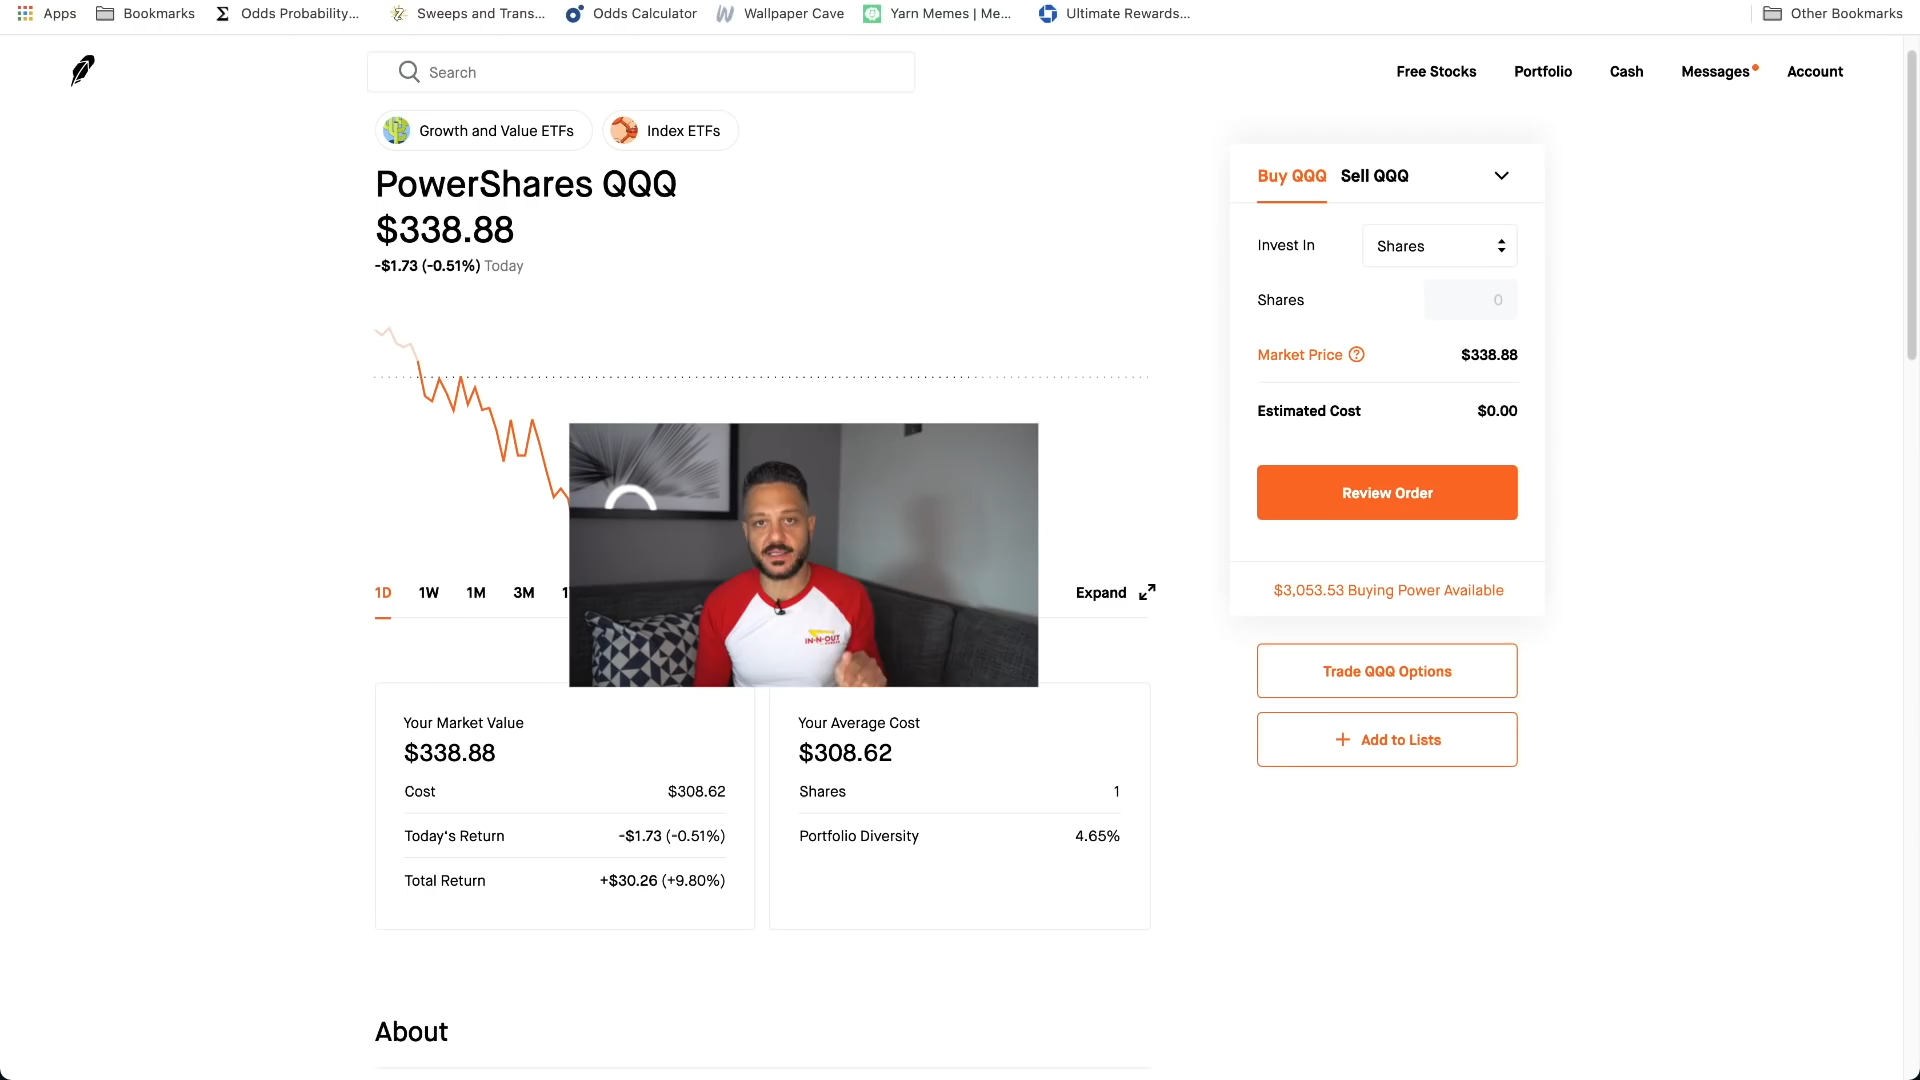 Apps Bookmarks Odds Probability... Sweeps and Trans... Odds Calculator Wallpaper Cave Yarn Memes | Me... Ultimate Rewards... Other Bookmarks
Search Free Stocks Portfolio Cash Messages Account
Growth and Value ETFs Index ETFs
PowerShares QQQ
$338.88
-$1.73 (-0.51%) Today
Buy QQQ Sell QQQ
Invest In Shares
Shares 0
Market Price ? $338.88
Estimated Cost $0.00
Review Order
$3,053.53 Buying Power Available
Trade QQQ Options
+ Add to Lists
1D 1W 1M 3M Expand
IN-N-OUT
Your Market Value
$338.88
Cost $308.62
Today's Return -$1.73 (-0.51%)
Total Return +$30.26 (+9.80%)
Your Average Cost
$308.62
Shares 1
Portfolio Diversity 4.65%
About